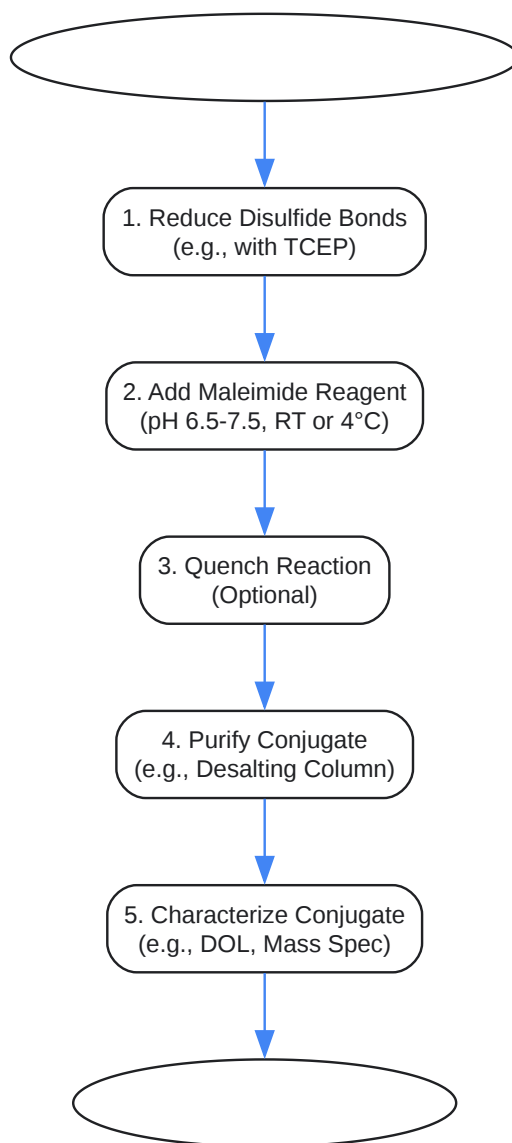 1. Reduce Disulfide Bonds
(e.g., with TCEP)
2. Add Maleimide Reagent
(pH 6.5-7.5, RT or 4°C)
3. Quench Reaction
(Optional)
4. Purify Conjugate
(e.g., Desalting Column)
5. Characterize Conjugate
(e.g., DOL, Mass Spec)